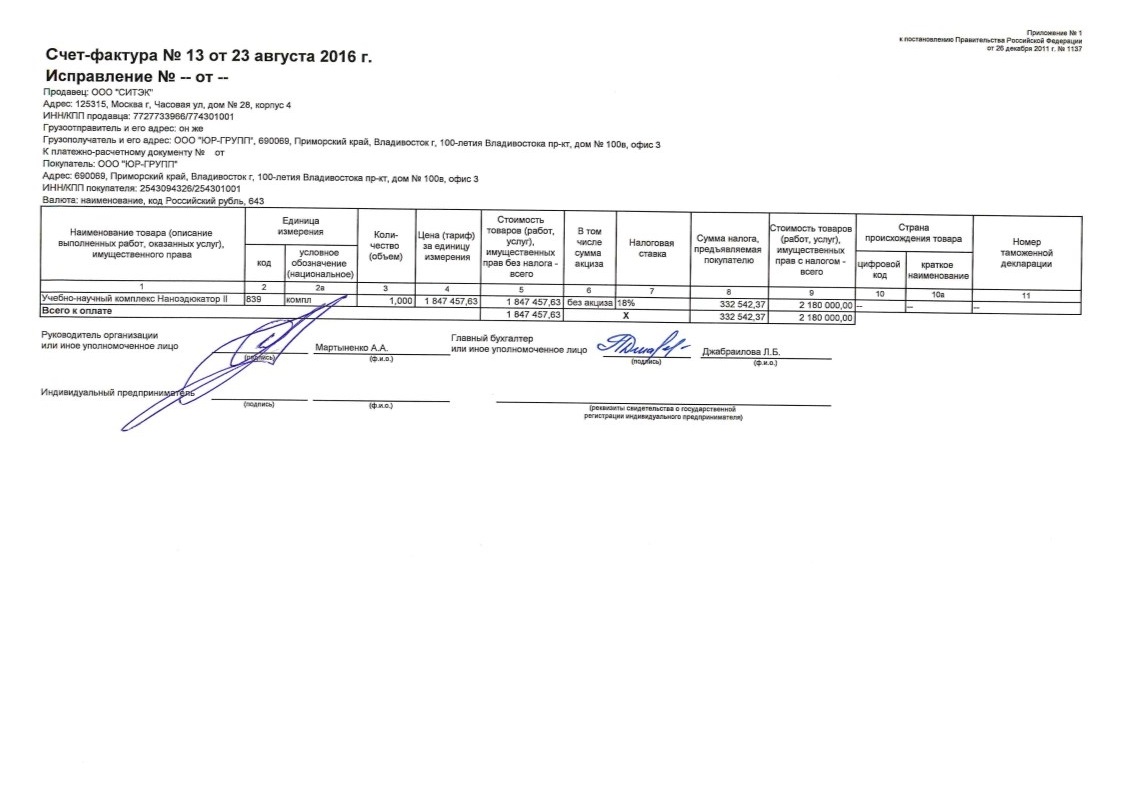 Приложение № 1
к постановлению Правительства Российской Федерации
от 26 декабря 2011 г. № 1137
Счет-фактура № 13 от 23 августа 2016 г.
Исправление № -- от --
Продавец: ООО "СИТЭК"
Адрес: 125315, Москва г, Часовая ул, дом № 28, корпус 4
ИНН/КПП продавца: 7727733966/774301001
Грузоотправитель и его адрес: он же
Грузополучатель и его адрес: ООО "ЮР-ГРУПП", 690069, Приморский край, Владивосток г, 100-летия Владивостока пр-кт, дом № 100в, офис 3
К платежно-расчетному документу № от
Покупатель: ООО "ЮР-ГРУПП"
Адрес: 690069, Приморский край, Владивосток г, 100-летия Владивостока пр-кт, дом № 100в, офис 3
ИНН/КПП покупателя: 2543094326/254301001
Валюта: наименование, код Российский рубль, 643
Наименование товара (описание
выполненных работ, оказанных услуг),
имущественного права
Единица
измерения
код
условное
обозначение
(национальное)
Коли-
чество
(объем)
Цена (тариф)
за единицу
измерения
Стоимость
товаров (работ,
услуг),
имущественных
прав без налога -
всего
В том
числе
сумма
акциза
Налоговая
ставка
Сумма налога,
предъявляемая
покупателю
Стоимость товаров
(работ, услуг),
имущественных
прав с налогом -
всего
Страна
происхождения товара
цифровой
код
краткое
наименование
Номер
таможенной
декларации
1 2 2а 3 4 5 6 7 8 9 10 10а 11
Учебно-научный комплекс Наноэдюкатор II 839 компл 1,000 1 847 457,63 1 847 457,63 без акциза 18% 332 542,37 2 180 000,00 -- -- --
Всего к оплате 1 847 457,63 X 332 542,37 2 180 000,00
Руководитель организации
или иное уполномоченное лицо
Мартыненко А.А.
(подпись) (ф.и.о.)
Главный бухгалтер
или иное уполномоченное лицо
Джабраилова Л.Б.
(подпись) (ф.и.о.)
Индивидуальный предприниматель
(подпись) (ф.и.о.)
(реквизиты свидетельства о государственной
регистрации индивидуального предпринимателя)